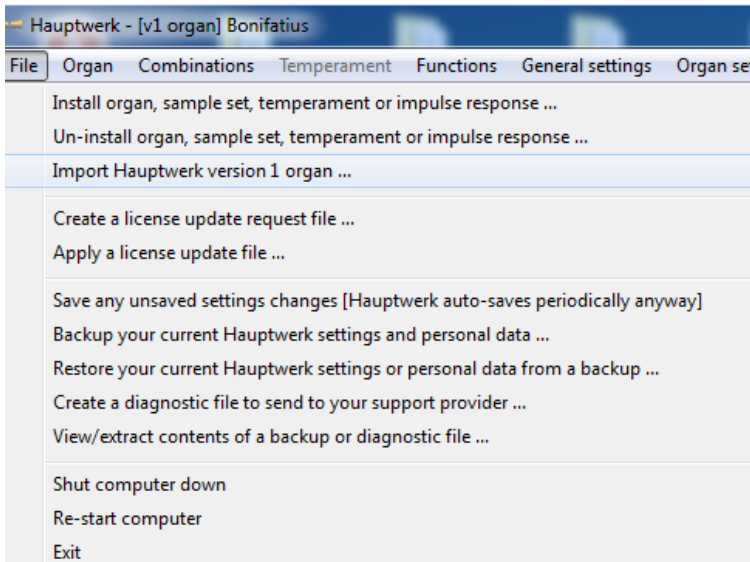 Hauptwerk - [v1 organ] Bonifatius
File Organ Combinations Temperament Functions General settings Organ se
Install organ, sample set, temperament or impulse response ...
Un-install organ, sample set, temperament or impulse response ...
Import Hauptwerk version 1 organ ...
Create a license update request file ...
Apply a license update file ...
Save any unsaved settings changes [Hauptwerk auto-saves periodically anyway]
Backup your current Hauptwerk settings and personal data ...
Restore your current Hauptwerk settings or personal data from a backup ...
Create a diagnostic file to send to your support provider ...
View/extract contents of a backup or diagnostic file ...
Shut computer down
Re-start computer
Exit